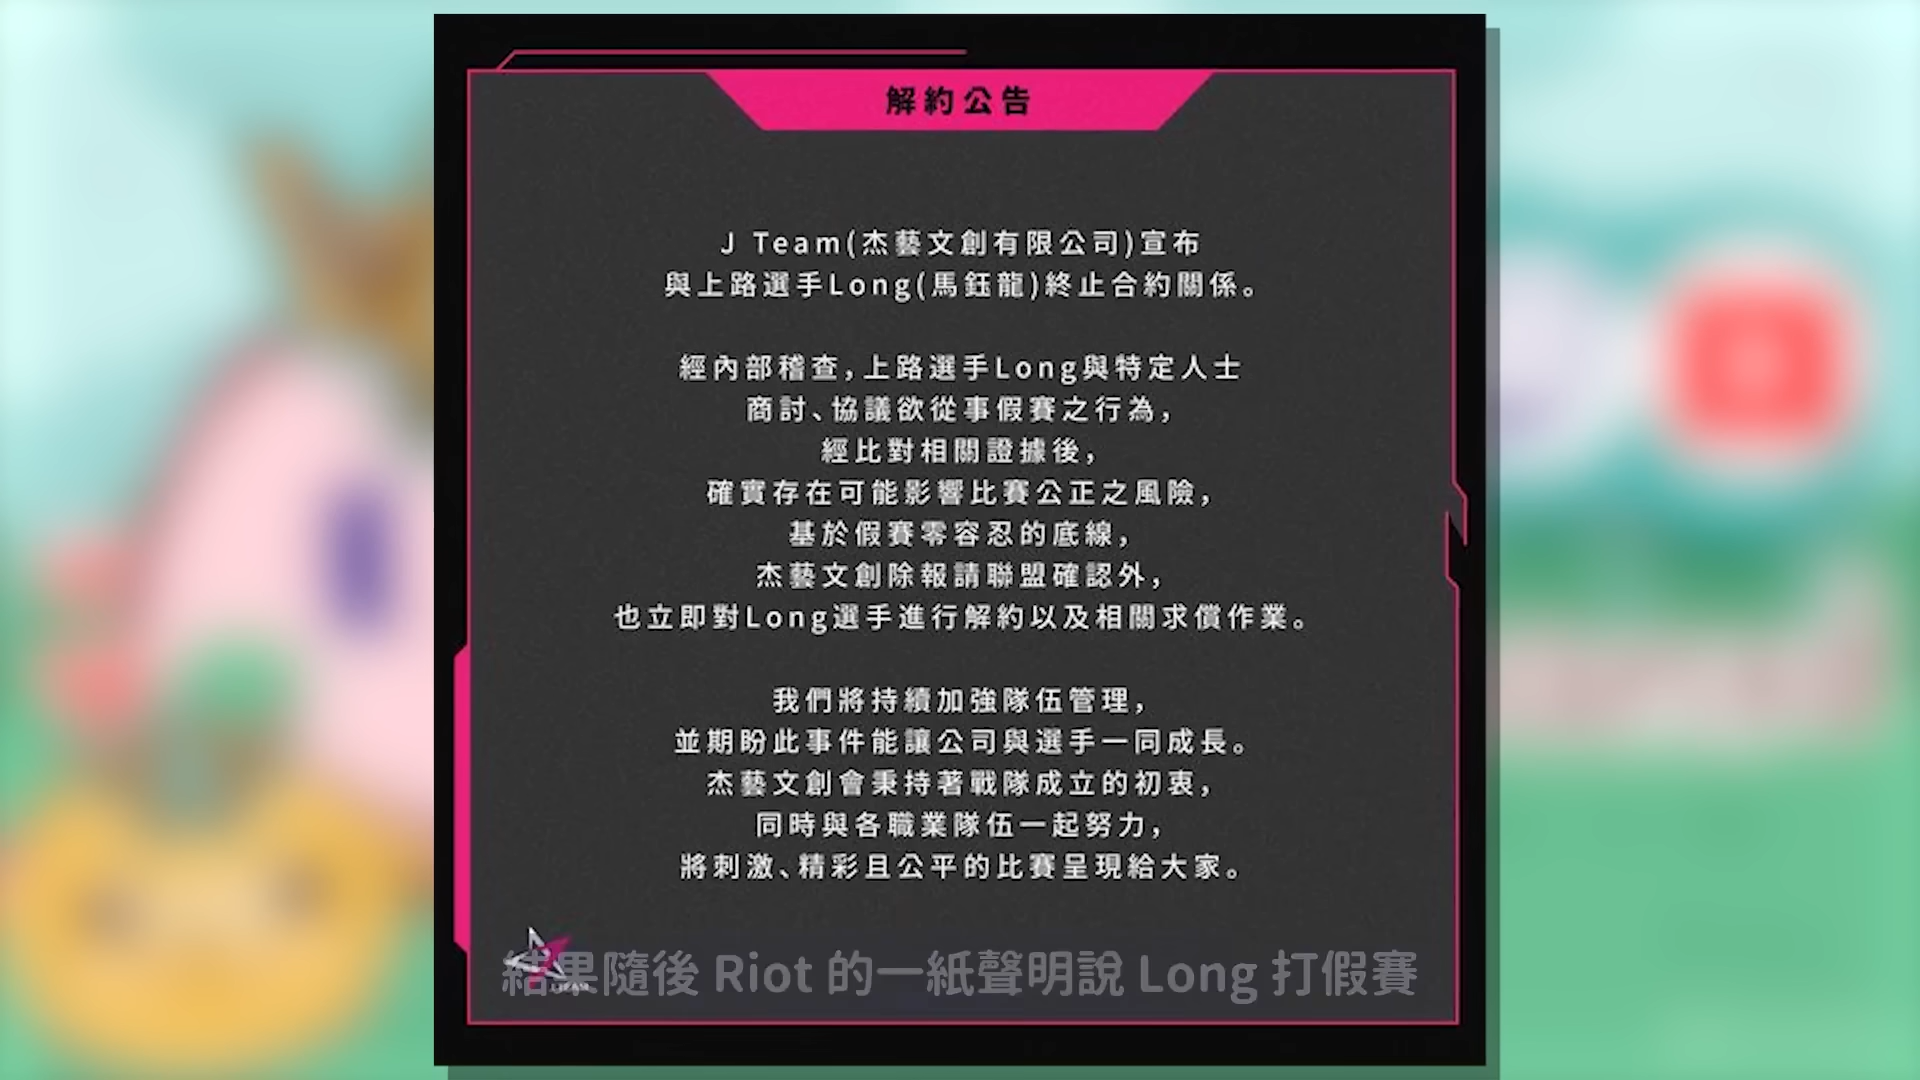 解約公告
J Team(杰藝文創有限公司)宣布
與上路選手Long(馬鈺龍)終止合約關係。
經內部稽查,上路選手Long與特定人士
商討、協議欲從事假賽之行為,
經比對相關證據後,
確實存在可能影響比賽公正之風險,
基於假賽零容忍的底線,
杰藝文創除報請聯盟確認外,
也立即對Long選手進行解約以及相關求償作業。
我們將持續加強隊伍管理,
並期盼此事件能讓公司與選手一同成長。
杰藝文創會秉持著戰隊成立的初衷,
同時與各職業隊伍一起努力,
將刺激、精彩且公平的比賽呈現給大家。
結果隨後 Riot 的一紙聲明說 Long 打假賽